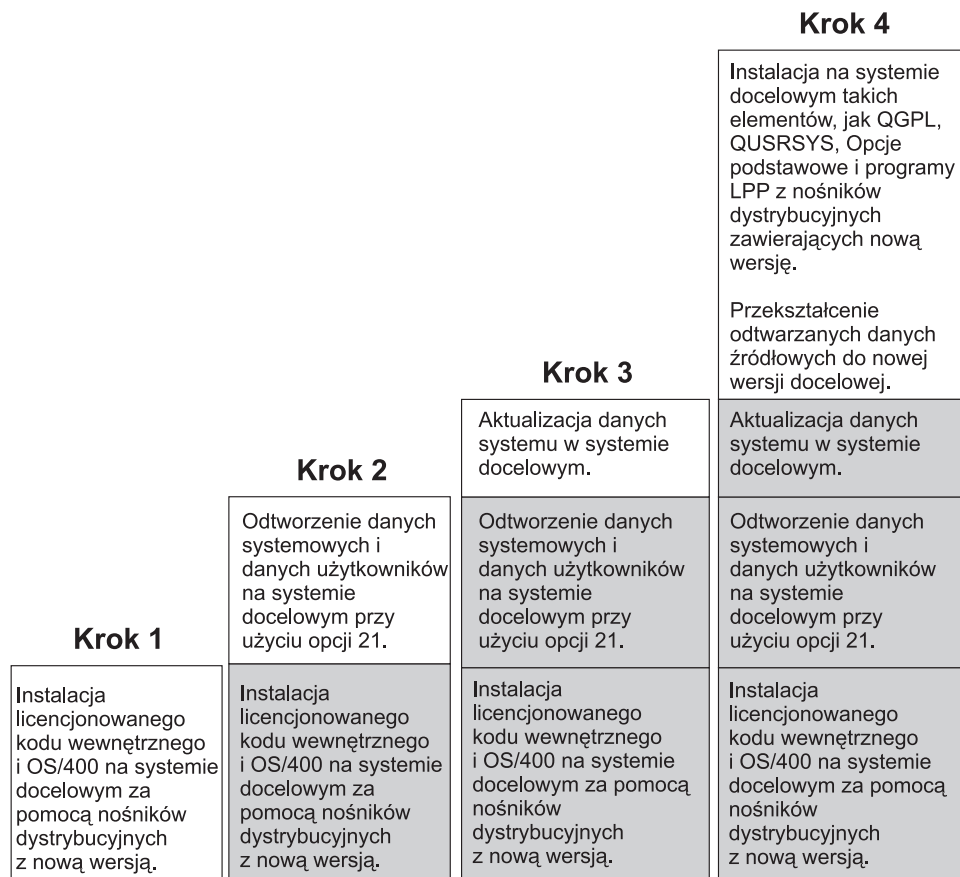 Krok 1
Instalacja
licencjonowanego
kodu wewnętrznego
i OS/400 na systemie
docelowym za
pomocą nośników
dystrybucyjnych
z nową wersją.
Krok 2
Odtworzenie danych
systemowych i
danych użytkowników
na systemie
docelowym przy
użyciu opcji 21.
Instalacja
licencjonowanego
kodu wewnętrznego
i OS/400 na systemie
docelowym za
pomocą nośników
dystrybucyjnych
z nową wersją.
Krok 3
Aktualizacja danych
systemu w systemie
docelowym.
Odtworzenie danych
systemowych i
danych użytkowników
na systemie
docelowym przy
użyciu opcji 21.
Instalacja
licencjonowanego
kodu wewnętrznego
i OS/400 na systemie
docelowym za pomocą
nośników
dystrybucyjnych
z nową wersją.
Krok 4
Instalacja na systemie
docelowym takich
elementów, jak QGPL,
QUSRSYS, Opcje
podstawowe i programy
LPP z nośników
dystrybucyjnych
zawierających nową
wersję.
Przekształcenie
odtwarzanych danych
źródłowych do nowej
wersji docelowej.
Aktualizacja danych
systemu w systemie
docelowym.
Odtworzenie danych
systemowych i
danych użytkowników
na systemie
docelowym przy
użyciu opcji 21.
Instalacja
licencjonowanego
kodu wewnętrznego
i OS/400 na systemie
docelowym za pomocą
nośników
dystrybucyjnych
z nową wersją.